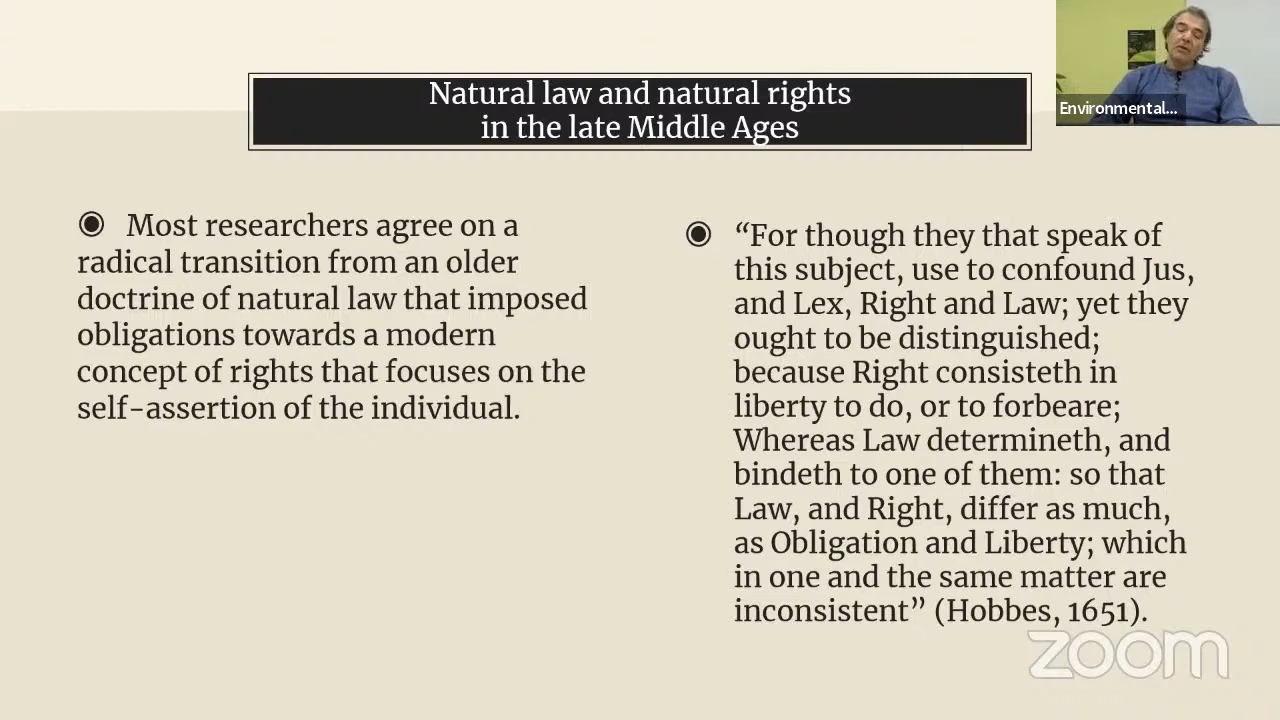 Natural law and natural rights
in the late Middle Ages
Environmental...
Most researchers agree on a
radical transition from an older
doctrine of natural law that imposed
obligations towards a modern
concept of rights that focuses on the
self-assertion of the individual.
“For though they that speak of
this subject, use to confound Jus,
and Lex, Right and Law; yet they
ought to be distinguished;
because Right consisteth in
liberty to do, or to forbeare;
Whereas Law determineth, and
bindeth to one of them: so that
Law, and Right, differ as much,
as Obligation and Liberty; which
in one and the same matter are
inconsistent” (Hobbes, 1651).
zoom